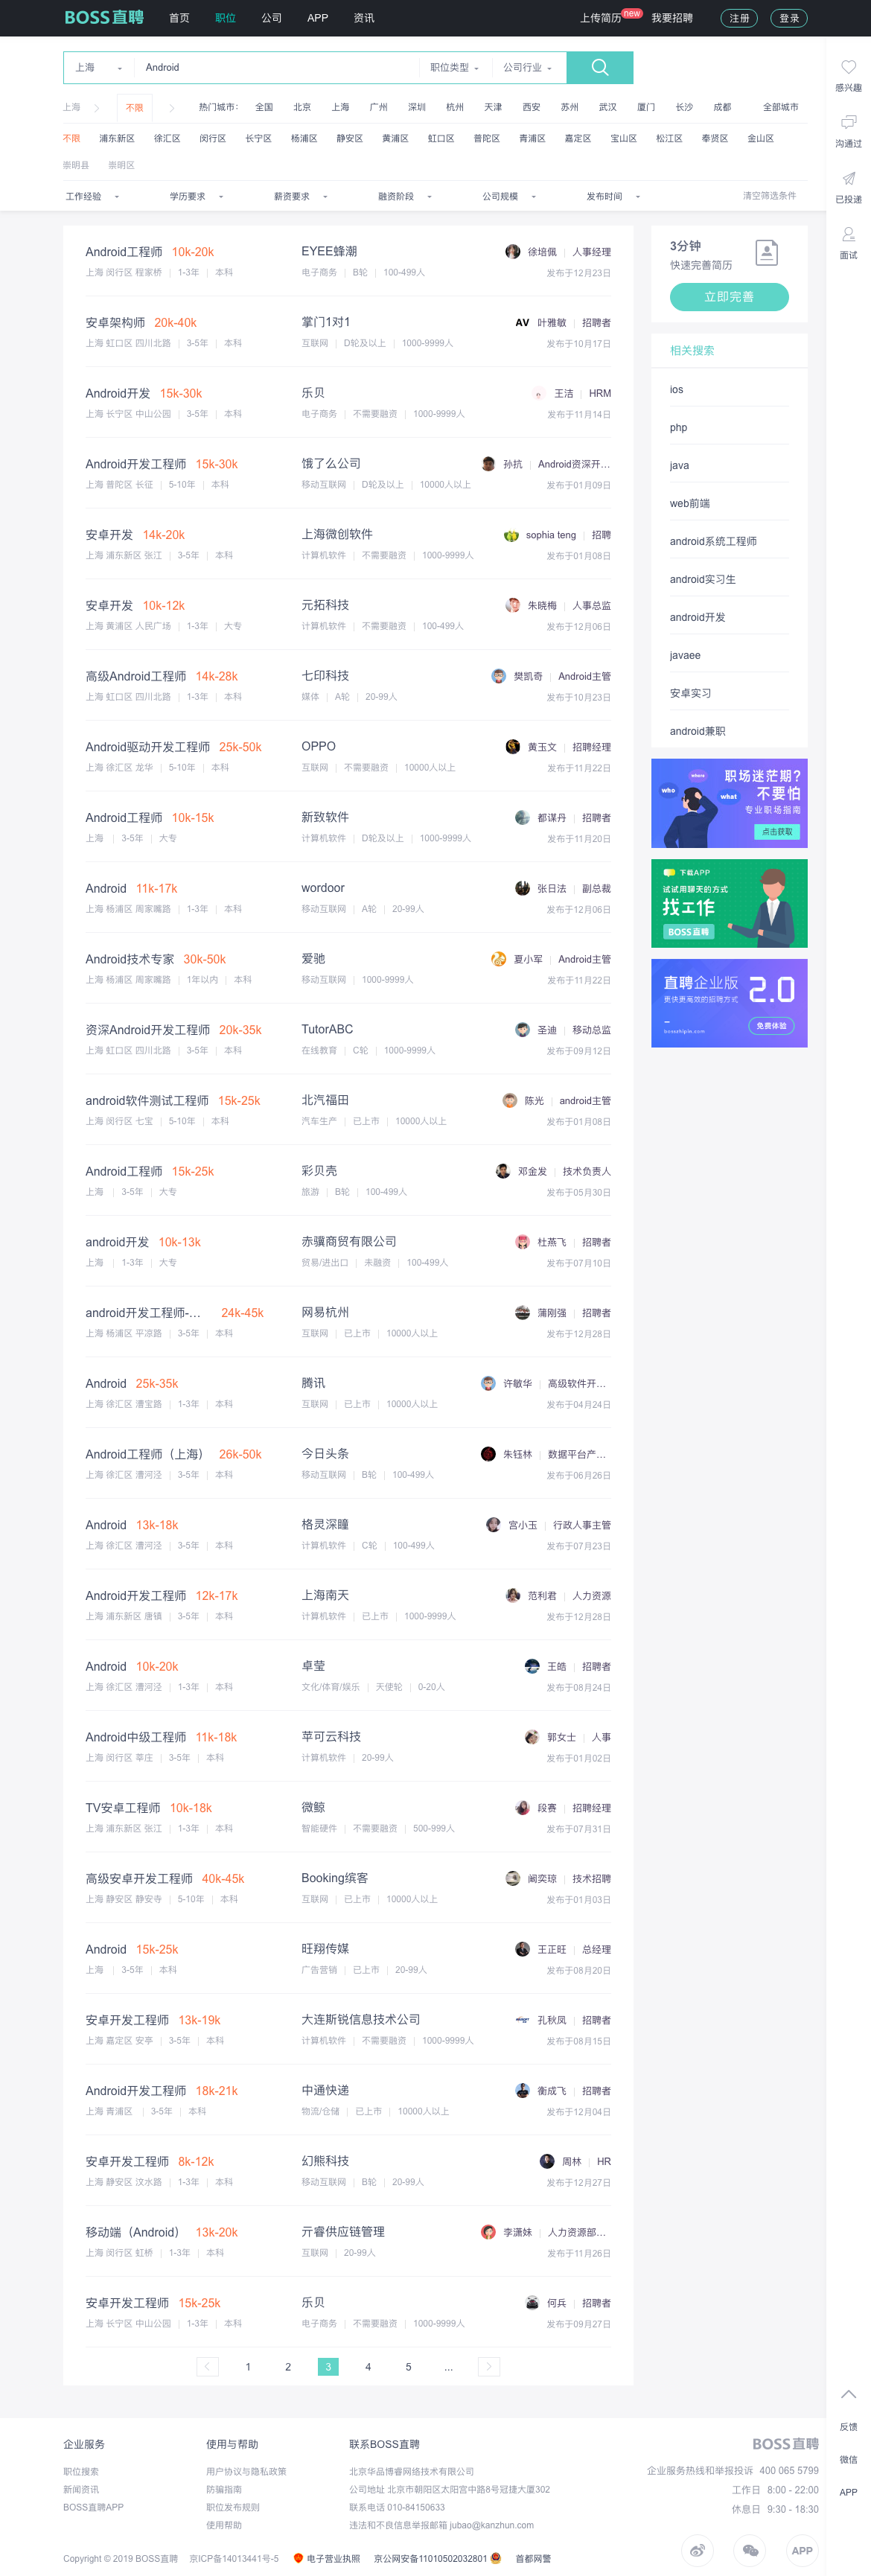 BOSS直聘 首页 职位 公司 APP 资讯 上传简历 new 我要招聘 注册 登录
上海 Android 职位类型 公司行业
上海 不限 热门城市： 全国 北京 上海 广州 深圳 杭州 天津 西安 苏州 武汉 厦门 长沙 成都 全部城市
不限 浦东新区 徐汇区 闵行区 长宁区 杨浦区 静安区 黄浦区 虹口区 普陀区 青浦区 嘉定区 宝山区 松江区 奉贤区 金山区
崇明县 崇明区
工作经验 学历要求 薪资要求 融资阶段 公司规模 发布时间 清空筛选条件
感兴趣
沟通过
已投递
面试
Android工程师 10k-20k EYEE蜂潮 徐培佩 人事经理
上海 闵行区 程家桥 1-3年 本科 电子商务 B轮 100-499人 发布于12月23日
安卓架构师 20k-40k 掌门1对1 叶雅敏 招聘者
上海 虹口区 四川北路 3-5年 本科 互联网 D轮及以上 1000-9999人 发布于10月17日
Android开发 15k-30k 乐贝 王洁 HRM
上海 长宁区 中山公园 3-5年 本科 电子商务 不需要融资 1000-9999人 发布于11月14日
Android开发工程师 15k-30k 饿了么公司 孙抗 Android资深开...
上海 普陀区 长征 5-10年 本科 移动互联网 D轮及以上 10000人以上 发布于01月09日
安卓开发 14k-20k 上海微创软件 sophia teng 招聘
上海 浦东新区 张江 3-5年 本科 计算机软件 不需要融资 1000-9999人 发布于01月08日
安卓开发 10k-12k 元拓科技 朱晓梅 人事总监
上海 黄浦区 人民广场 1-3年 大专 计算机软件 不需要融资 100-499人 发布于12月06日
高级Android工程师 14k-28k 七印科技 樊凯奇 Android主管
上海 虹口区 四川北路 1-3年 本科 媒体 A轮 20-99人 发布于10月23日
Android驱动开发工程师 25k-50k OPPO 黄玉文 招聘经理
上海 徐汇区 龙华 5-10年 本科 互联网 不需要融资 10000人以上 发布于11月22日
Android工程师 10k-15k 新致软件 都谋丹 招聘者
上海 3-5年 大专 计算机软件 D轮及以上 1000-9999人 发布于11月20日
Android 11k-17k wordoor 张日法 副总裁
上海 杨浦区 周家嘴路 1-3年 本科 移动互联网 A轮 20-99人 发布于12月06日
Android技术专家 30k-50k 爱驰 夏小军 Android主管
上海 杨浦区 周家嘴路 1年以内 本科 移动互联网 1000-9999人 发布于11月22日
资深Android开发工程师 20k-35k TutorABC 圣迪 移动总监
上海 虹口区 四川北路 3-5年 本科 在线教育 C轮 1000-9999人 发布于09月12日
android软件测试工程师 15k-25k 北汽福田 陈光 android主管
上海 闵行区 七宝 5-10年 本科 汽车生产 已上市 10000人以上 发布于01月08日
Android工程师 15k-25k 彩贝壳 邓金发 技术负责人
上海 3-5年 大专 旅游 B轮 100-499人 发布于05月30日
android开发 10k-13k 赤骥商贸有限公司 杜燕飞 招聘者
上海 1-3年 大专 贸易/进出口 未融资 100-499人 发布于07月10日
android开发工程师-... 24k-45k 网易杭州 蒲刚强 招聘者
上海 杨浦区 平凉路 3-5年 本科 互联网 已上市 10000人以上 发布于12月28日
Android 25k-35k 腾讯 许敏华 高级软件开...
上海 徐汇区 漕宝路 1-3年 本科 互联网 已上市 10000人以上 发布于04月24日
Android工程师（上海） 26k-50k 今日头条 朱钰林 数据平台产...
上海 徐汇区 漕河泾 3-5年 本科 移动互联网 B轮 100-499人 发布于06月26日
Android 13k-18k 格灵深瞳 宫小玉 行政人事主管
上海 徐汇区 漕河泾 3-5年 本科 计算机软件 C轮 100-499人 发布于07月23日
Android开发工程师 12k-17k 上海南天 范利君 人力资源
上海 浦东新区 唐镇 3-5年 本科 计算机软件 已上市 1000-9999人 发布于12月28日
Android 10k-20k 卓莹 王皓 招聘者
上海 徐汇区 漕河泾 1-3年 本科 文化/体育/娱乐 天使轮 0-20人 发布于08月24日
Android中级工程师 11k-18k 苹可云科技 郭女士 人事
上海 闵行区 莘庄 3-5年 本科 计算机软件 20-99人 发布于01月02日
TV安卓工程师 10k-18k 微鲸 段赛 招聘经理
上海 浦东新区 张江 1-3年 本科 智能硬件 不需要融资 500-999人 发布于07月31日
高级安卓开发工程师 40k-45k Booking缤客 阚奕琼 技术招聘
上海 静安区 静安寺 5-10年 本科 互联网 已上市 10000人以上 发布于01月03日
Android 15k-25k 旺翔传媒 王正旺 总经理
上海 3-5年 本科 广告营销 已上市 20-99人 发布于08月20日
安卓开发工程师 13k-19k 大连斯锐信息技术公司 孔秋凤 招聘者
上海 嘉定区 安亭 3-5年 本科 计算机软件 不需要融资 1000-9999人 发布于08月15日
Android开发工程师 18k-21k 中通快递 衡成飞 招聘者
上海 青浦区 3-5年 本科 物流/仓储 已上市 10000人以上 发布于12月04日
安卓开发工程师 8k-12k 幻熊科技 周林 HR
上海 静安区 汶水路 1-3年 本科 移动互联网 B轮 20-99人 发布于12月27日
移动端（Android） 13k-20k 亓睿供应链管理 李潇妹 人力资源部...
上海 闵行区 虹桥 1-3年 本科 互联网 20-99人 发布于11月26日
安卓开发工程师 15k-25k 乐贝 何兵 招聘者
上海 长宁区 中山公园 1-3年 本科 电子商务 不需要融资 1000-9999人 发布于09月27日
1 2 3 4 5 ...
3分钟
快速完善简历
立即完善
相关搜索
ios
php
java
web前端
android系统工程师
android实习生
android开发
javaee
安卓实习
android兼职
who where what
职场迷茫期?
不要怕
专业职场指南
点击获取
下载APP
试试用聊天的方式
找工作
BOSS直聘
直聘企业版 2.0
更快更高效的招聘方式
免费体验
反馈
微信
APP
企业服务 使用与帮助 联系BOSS直聘 BOSS直聘
职位搜索 用户协议与隐私政策 北京华品博睿网络技术有限公司 企业服务热线和举报投诉 400 065 5799
新闻资讯 防骗指南 公司地址 北京市朝阳区太阳宫中路8号冠捷大厦302 工作日 8:00 - 22:00
BOSS直聘APP 职位发布规则 联系电话 010-84150633 休息日 9:30 - 18:30
使用帮助 违法和不良信息举报邮箱 jubao@kanzhun.com
Copyright © 2019 BOSS直聘 京ICP备14013441号-5 电子营业执照 京公网安备11010502032801 首都网警 APP